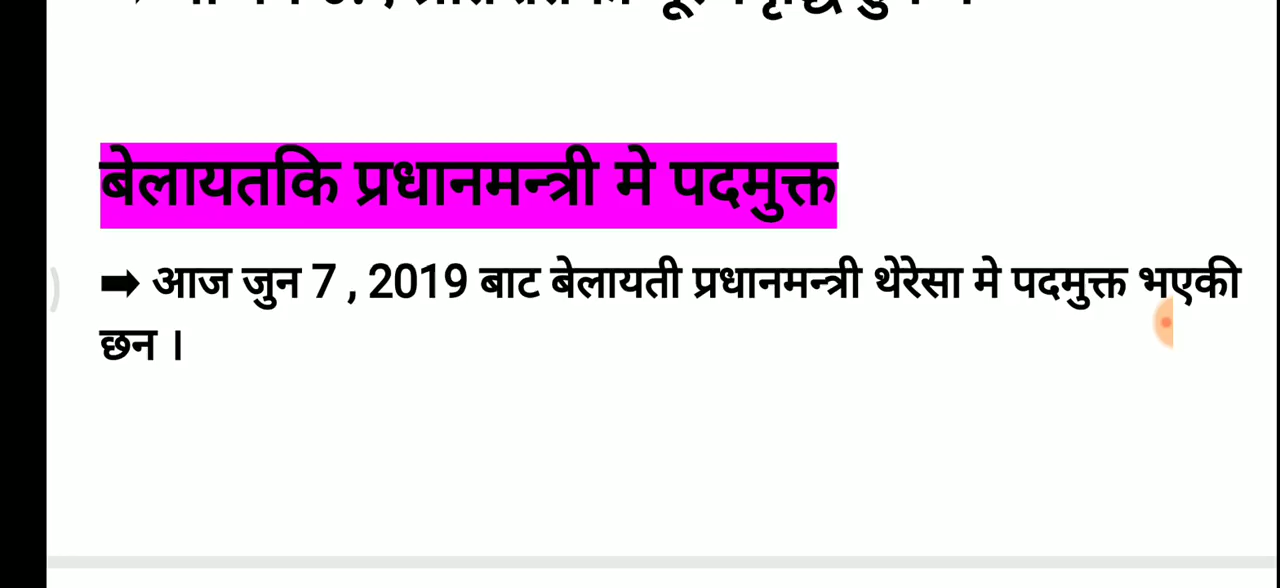 बेलायतकि प्रधानमन्त्री मे पदमुक्त
➡ आज जुन 7 , 2019 बाट बेलायती प्रधानमन्त्री थेरेसा मे पदमुक्त भएकी
छन ।